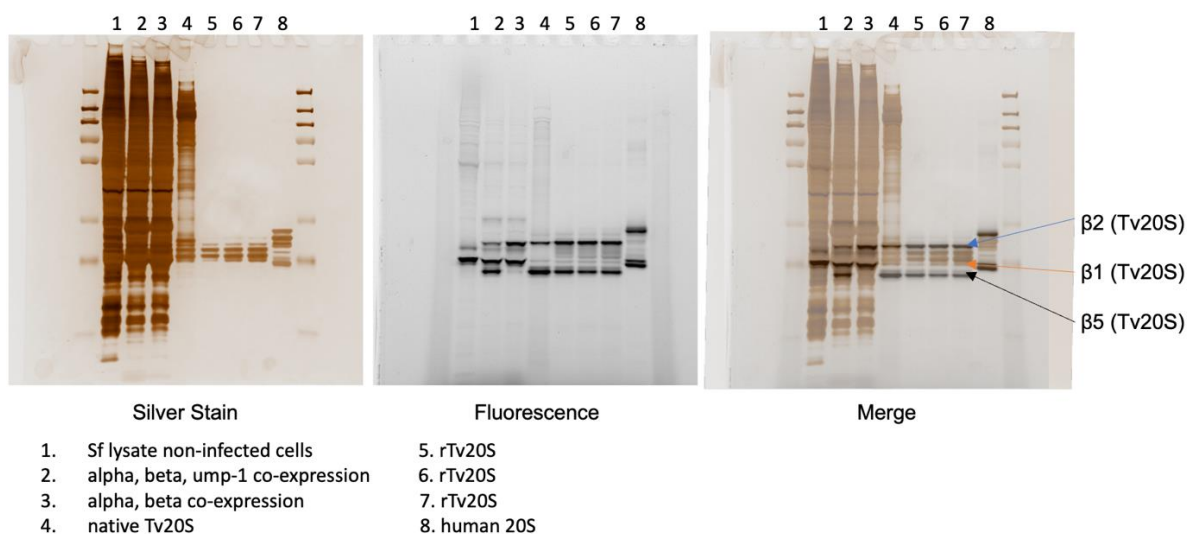 1 2 3 4 5 6 7 8
1 2 3 4 5 6 7 8
1 2 3 4 5 6 7 8
β2 (Tv20S)
β1 (Tv20S)
β5 (Tv20S)
Silver Stain
Fluorescence
Merge
1. Sf lysate non-infected cells
2. alpha, beta, ump-1 co-expression
3. alpha, beta co-expression
4. native Tv20S
5. rTv20S
6. rTv20S
7. rTv20S
8. human 20S